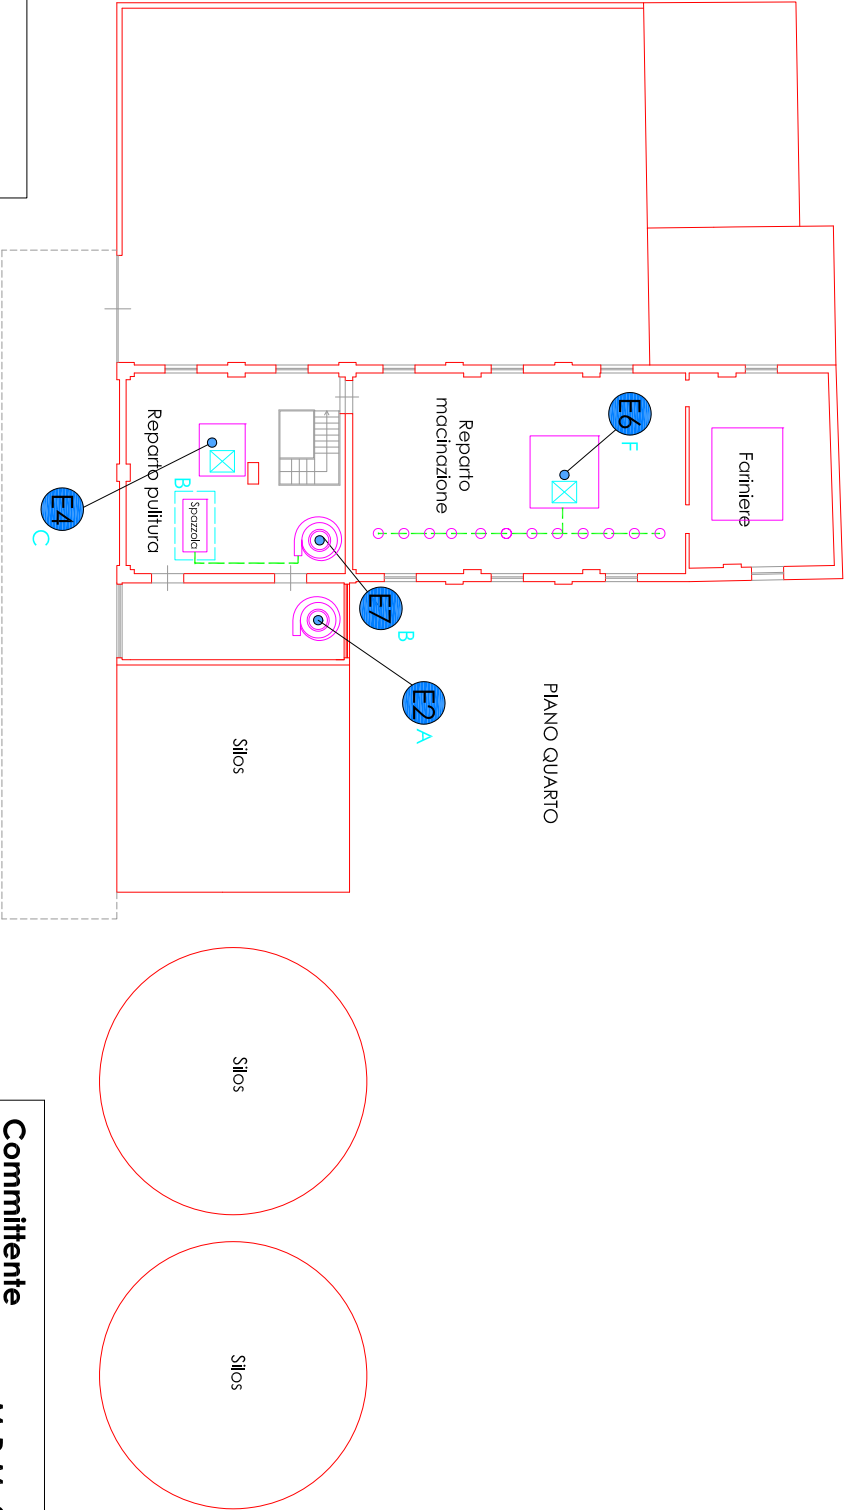 Fariniere
E6
F
Reparto
macinazione
Reparto pulitura
E4
C
B
Spazzola
E7
B
E2
A
PIANO QUARTO
Silos
Silos
Silos
Committente